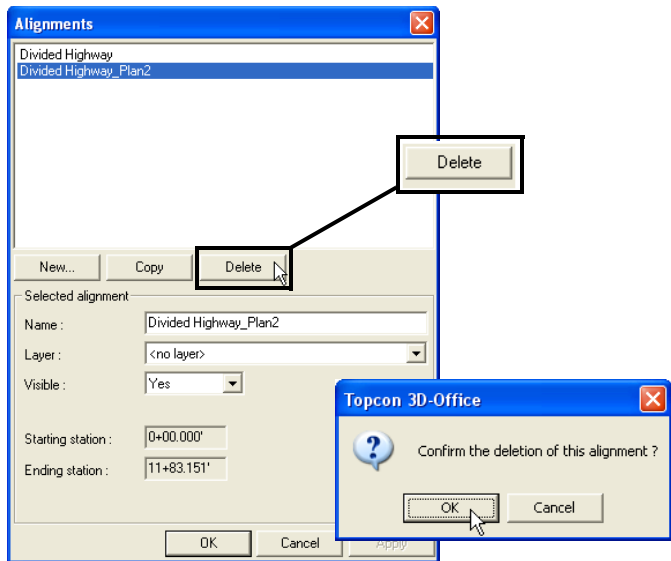 Alignments
Divided Highway
Divided Highway_Plan2
Delete
New...
Copy
Delete
Selected alignment
Name :
Divided Highway_Plan2
Layer :
<no layer>
Visible :
Yes
Starting station :
0+00.000'
Ending station :
11+83.151'
OK
Cancel
Apply
Topcon 3D-Office
Confirm the deletion of this alignment ?
OK
Cancel